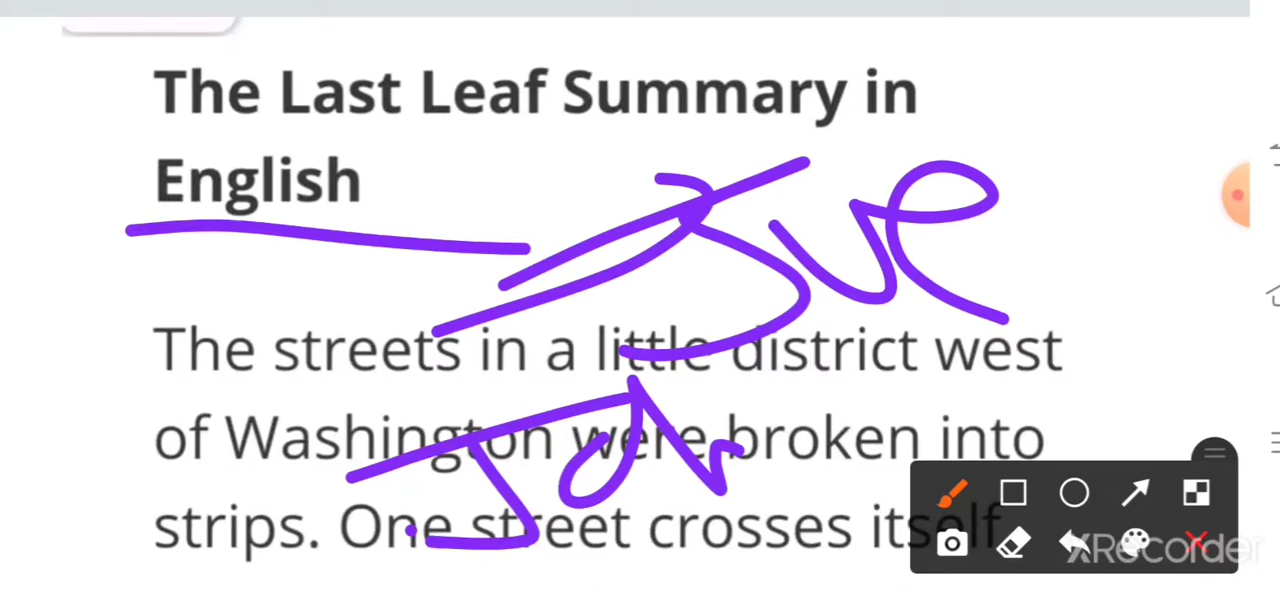 The Last Leaf Summary in
English
Sue
The streets in a little district west
of Washington were broken into
strips. One street crosses itself
XRecorder